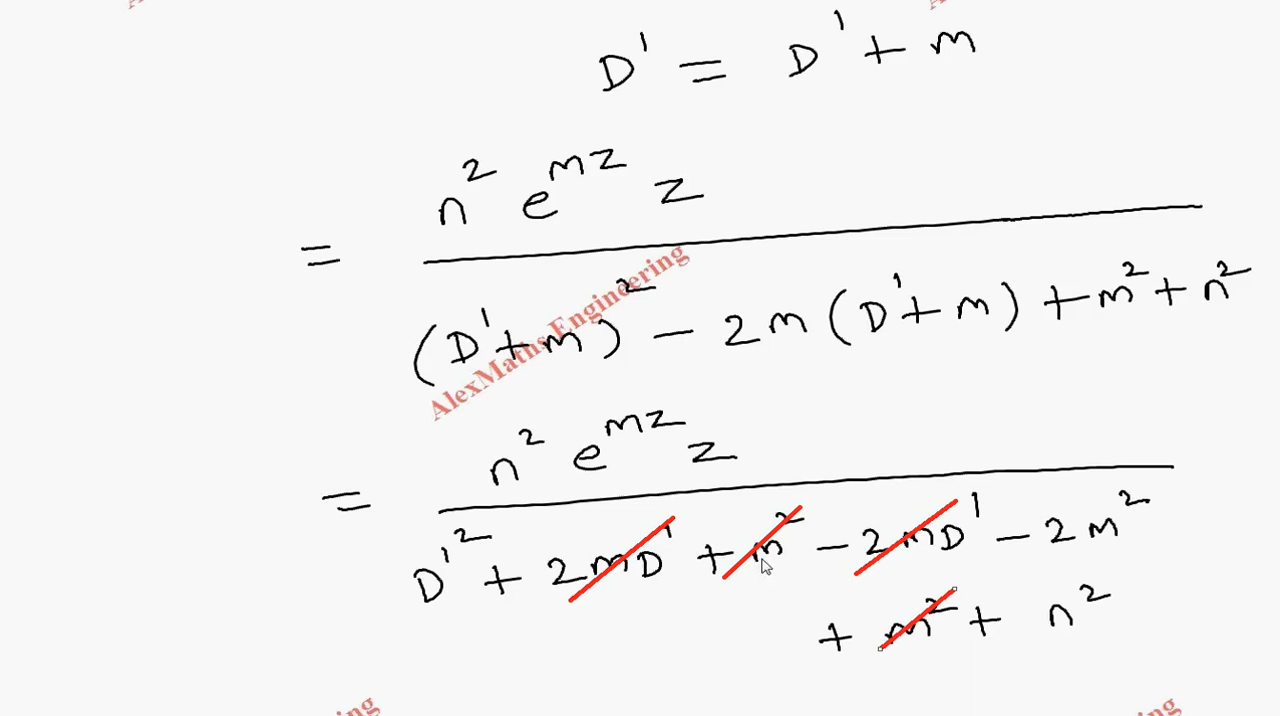 D' = D' + m
n² e^{mz} z
=
(D'+m)² - 2m (D'+m) + m² + n²
AlexMaths Engineering
n² e^{mz} z
=
D'² + 2mD' + m² - 2mD' - 2m²
+ m² + n²